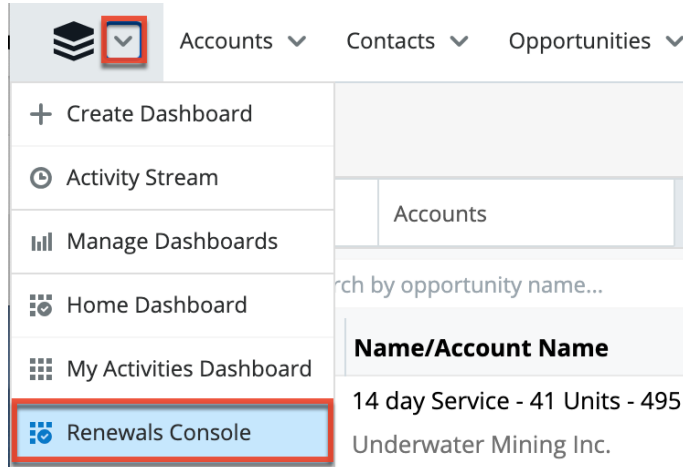 Accounts Contacts Opportunities
Create Dashboard
Activity Stream
Accounts
Manage Dashboards
rch by opportunity name...
Home Dashboard
Name/Account Name
My Activities Dashboard
14 day Service - 41 Units - 495
Renewals Console
Underwater Mining Inc.